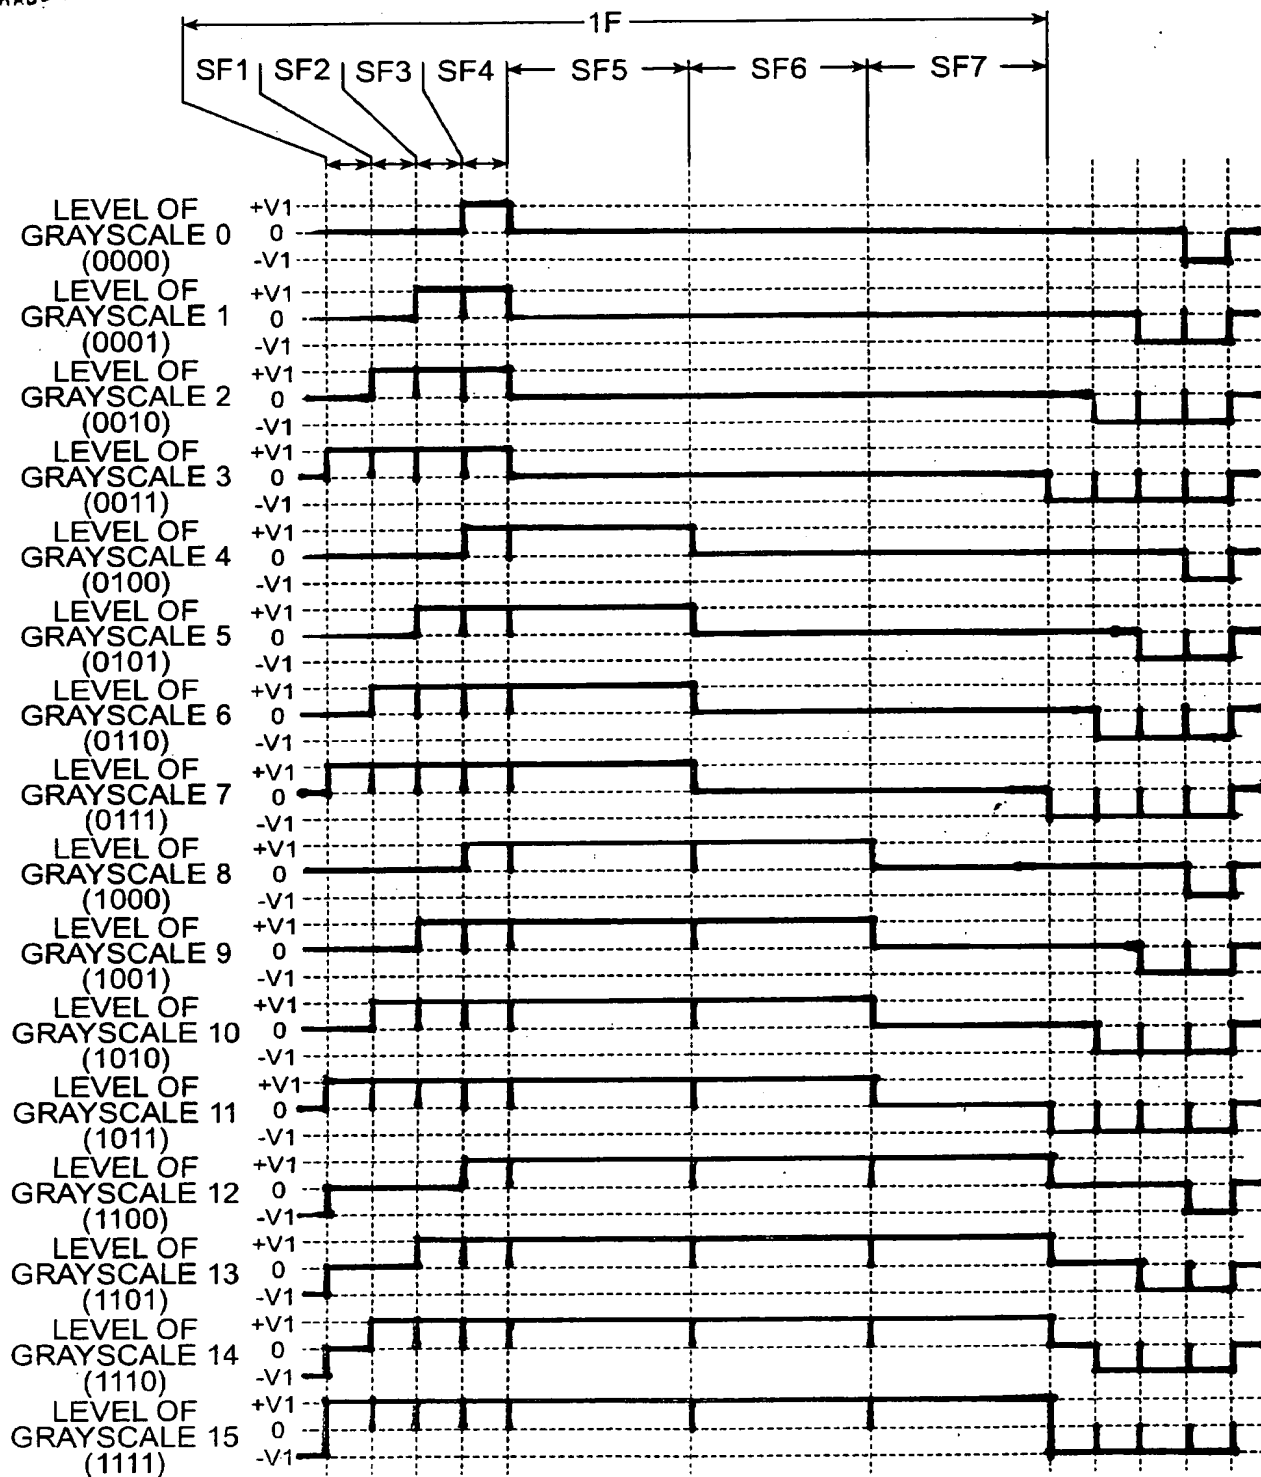 1F
SF1 SF2 SF3 SF4 SF5 SF6 SF7
LEVEL OF +V1
GRAYSCALE 0 0
(0000) -V1
LEVEL OF +V1
GRAYSCALE 1 0
(0001) -V1
LEVEL OF +V1
GRAYSCALE 2 0
(0010) -V1
LEVEL OF +V1
GRAYSCALE 3 0
(0011) -V1
LEVEL OF +V1
GRAYSCALE 4 0
(0100) -V1
LEVEL OF +V1
GRAYSCALE 5 0
(0101) -V1
LEVEL OF +V1
GRAYSCALE 6 0
(0110) -V1
LEVEL OF +V1
GRAYSCALE 7 0
(0111) -V1
LEVEL OF +V1
GRAYSCALE 8 0
(1000) -V1
LEVEL OF +V1
GRAYSCALE 9 0
(1001) -V1
LEVEL OF +V1
GRAYSCALE 10 0
(1010) -V1
LEVEL OF +V1
GRAYSCALE 11 0
(1011) -V1
LEVEL OF +V1
GRAYSCALE 12 0
(1100) -V1
LEVEL OF +V1
GRAYSCALE 13 0
(1101) -V1
LEVEL OF +V1
GRAYSCALE 14 0
(1110) -V1
LEVEL OF +V1
GRAYSCALE 15 0
(1111) -V1